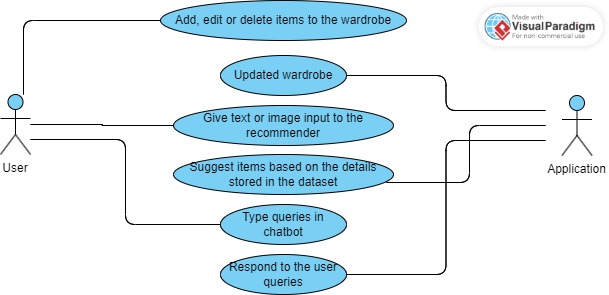 Add, edit or delete items to the wardrobe
Made with
Visual Paradigm
For non-commercial use
Updated wardrobe
Give text or image input to the
recommender
User
Suggest items based on the details
stored in the dataset
Application
Type queries in
chatbot
Respond to the user
queries